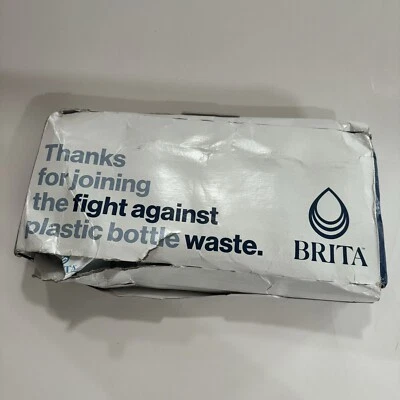 Thanks
for joining
the fight against
plastic bottle waste.
BRITA